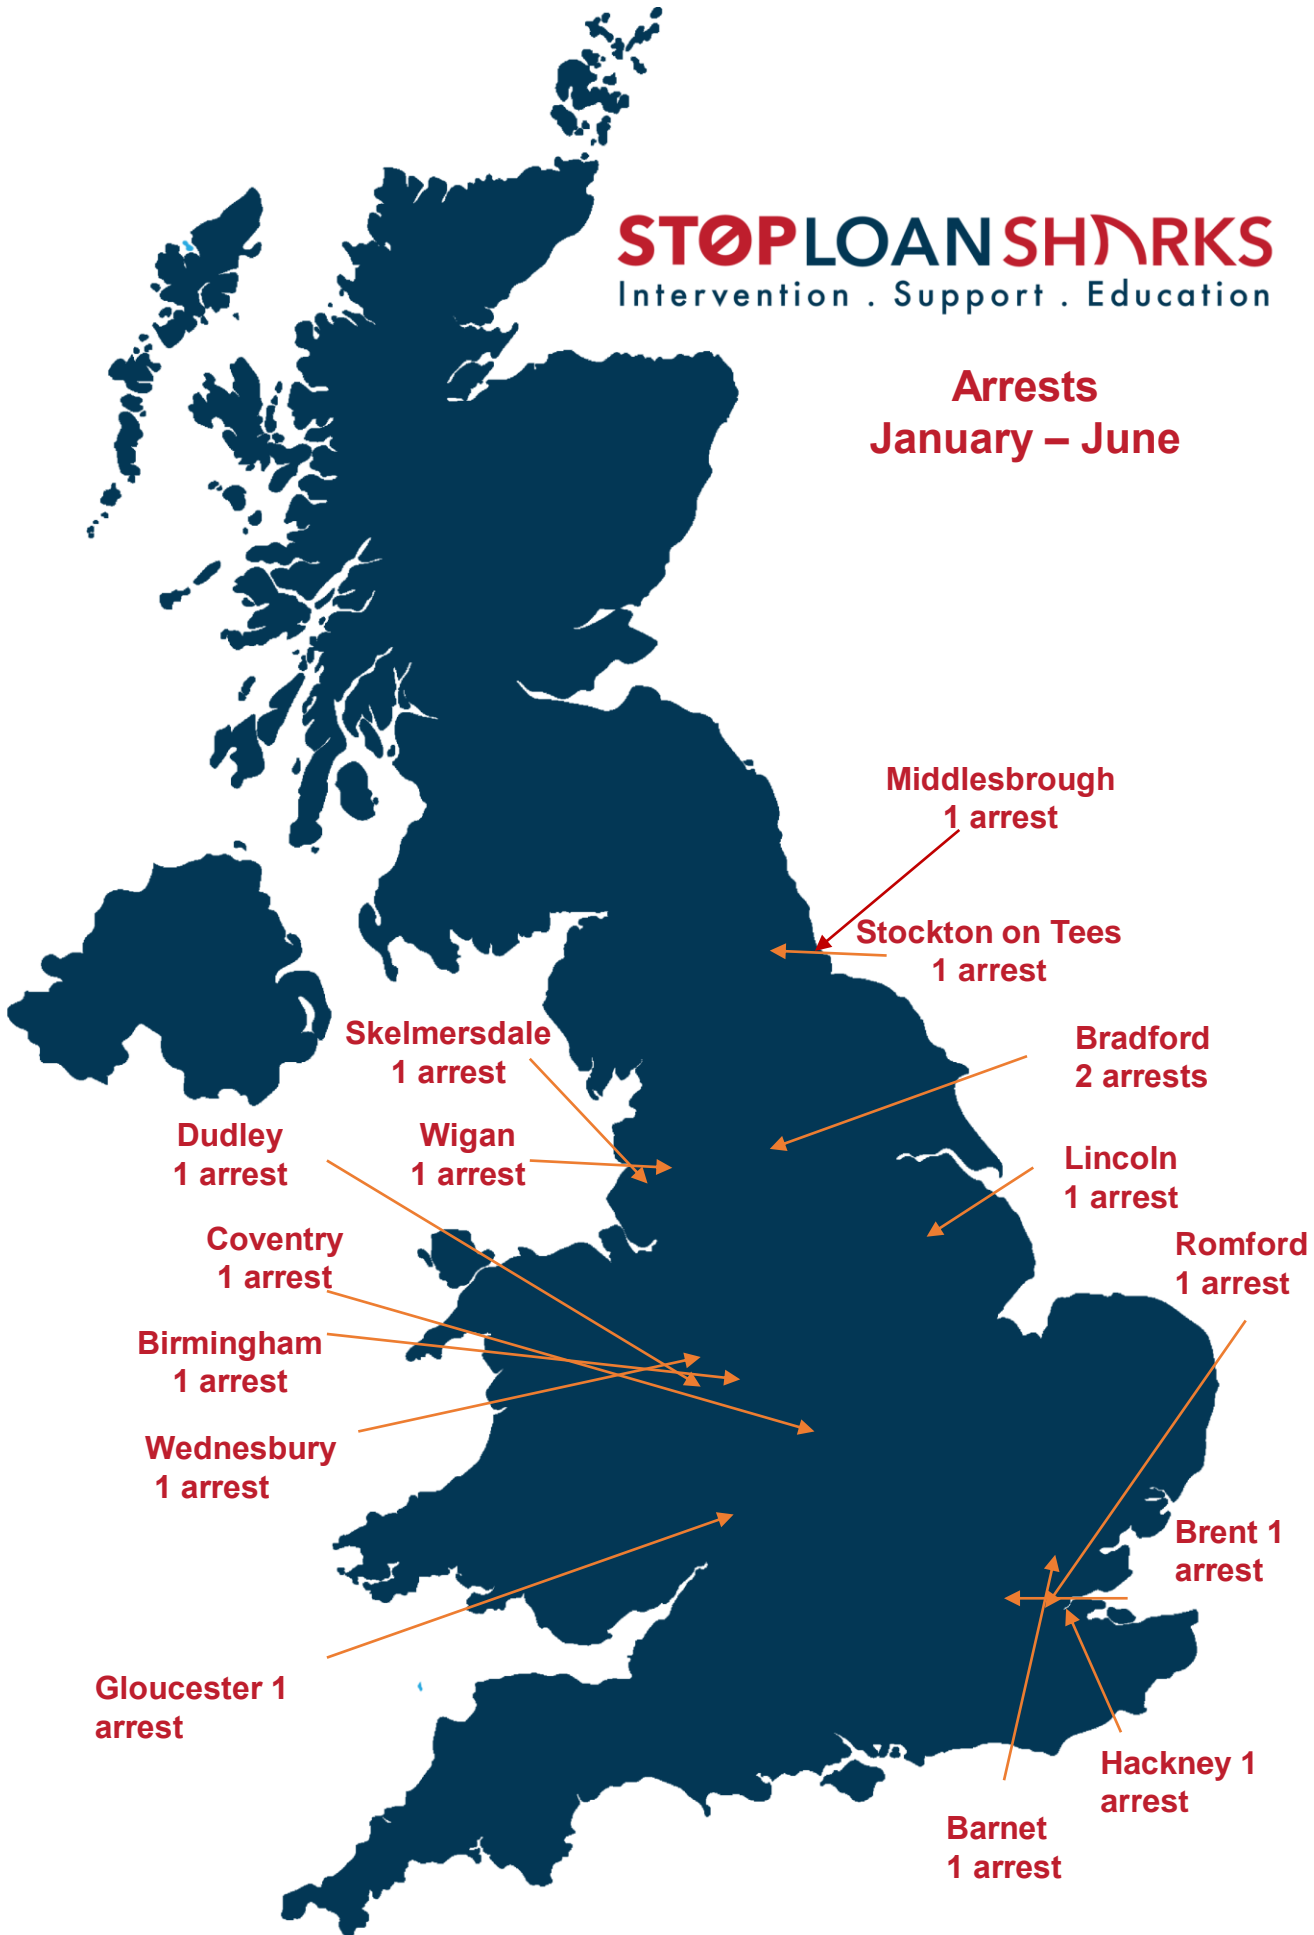 STOPLOANSHARKS
Intervention . Support . Education
Arrests
January – June
Middlesbrough
1 arrest
Stockton on Tees
1 arrest
Skelmersdale
1 arrest
Bradford
2 arrests
Dudley
1 arrest
Wigan
1 arrest
Lincoln
1 arrest
Coventry
1 arrest
Romford
1 arrest
Birmingham
1 arrest
Wednesbury
1 arrest
Brent 1
arrest
Gloucester 1
arrest
Hackney 1
arrest
Barnet
1 arrest